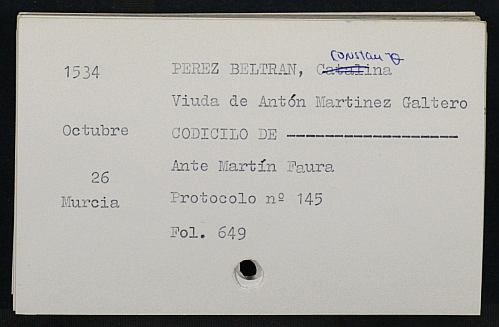 Constanza
1534 PEREZ BELTRAN, Catalina
Viuda de Antón Martinez Galtero
Octubre CODICILO DE ------------------
26 Ante Martín Faura
Murcia Protocolo nº 145
Fol. 649